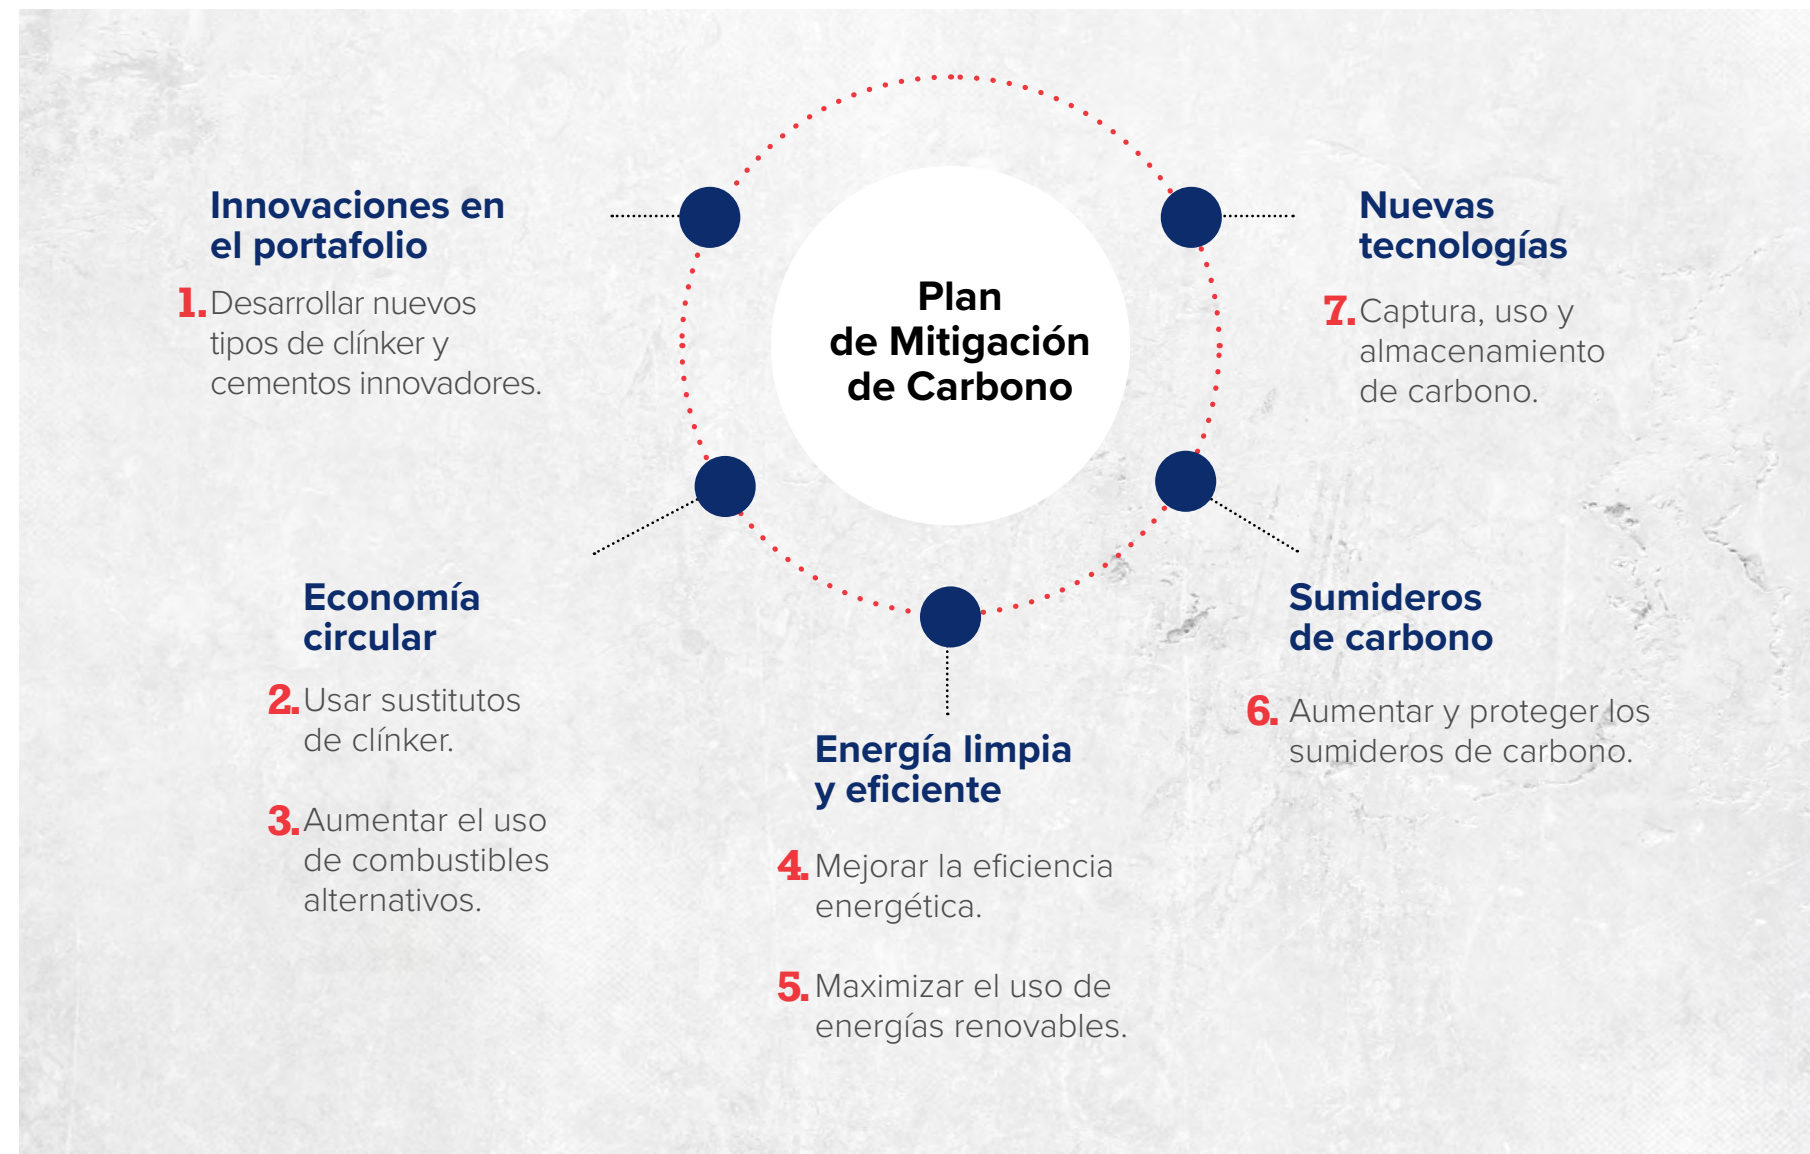 Plan
de Mitigación
de Carbono
Innovaciones en
el portafolio
1. Desarrollar nuevos
tipos de clínker y
cementos innovadores.
Economía
circular
2. Usar sustitutos
de clínker.
3. Aumentar el uso
de combustibles
alternativos.
Energía limpia
y eficiente
4. Mejorar la eficiencia
energética.
5. Maximizar el uso de
energías renovables.
Sumideros
de carbono
6. Aumentar y proteger los
sumideros de carbono.
Nuevas
tecnologías
7. Captura, uso y
almacenamiento
de carbono.